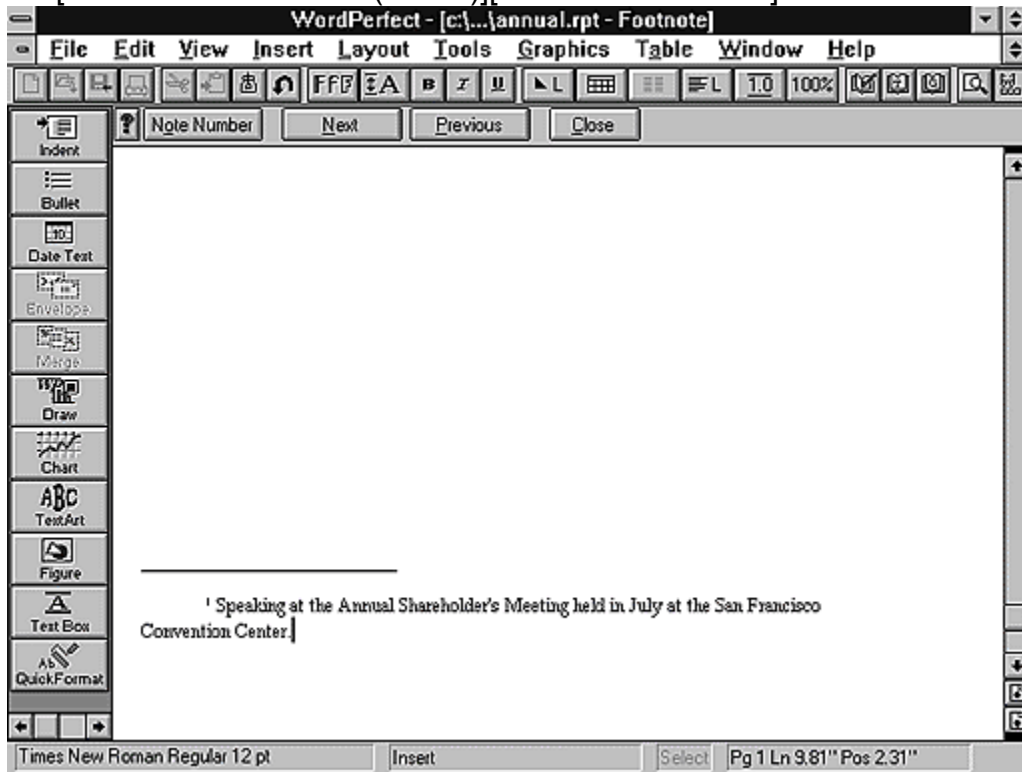 WordPerfect - [c:\...\annual.rpt - Footnote]
File Edit View Insert Layout Tools Graphics Table Window Help
B I U L L 1.0 100%
Note Number Next Previous Close
Indent
Bullet
10
Date Text
Envelope
Merge
Draw
Chart
ABC
TextArt
Figure
A
Text Box
Ab
QuickFormat
1 Speaking at the Annual Shareholder's Meeting held in July at the San Francisco
Convention Center.
Times New Roman Regular 12 pt Insert Select Pg 1 Ln 9.81" Pos 2.31"